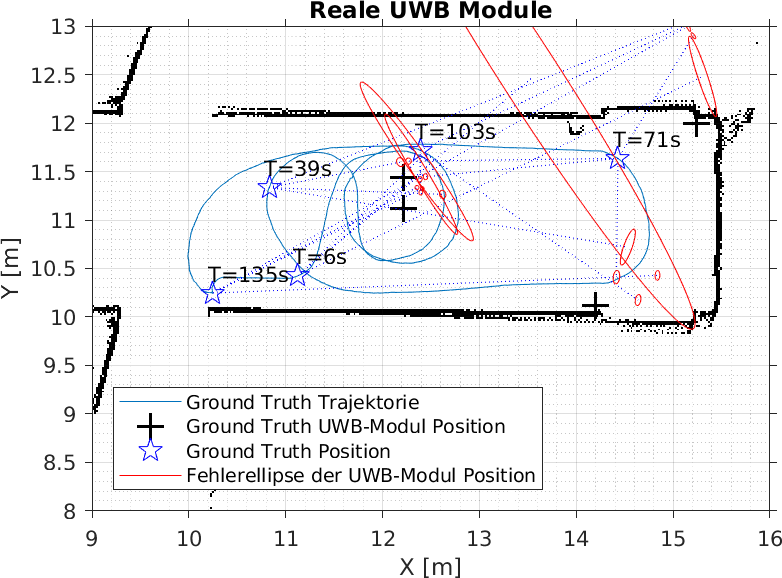 Reale UWB Module
13
12.5
12
11.5
11
10.5
10
9.5
9
8.5
8
Y [m]
T=103s
T=71s
T=39s
T=6s
T=135s
Ground Truth Trajektorie
Ground Truth UWB-Modul Position
Ground Truth Position
Fehlerellipse der UWB-Modul Position
9 10 11 12 13 14 15 16
X [m]